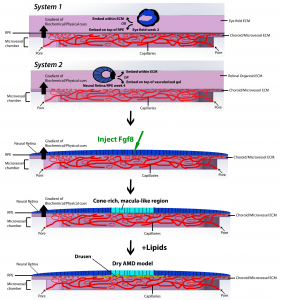 System 1
Gradient of
Biochemical/Physical cues
Embed within ECM
OR
Embed on top of RPE
Eye field week 2
Eye field ECM
RPE
Choroid/Microvessel ECM
Microvessel
chamber
Pore
Capillaries
Pore
System 2
Gradient of
Biochemical/Physical cues
Embed within ECM
OR
Embed on top of vascularized gel
Neural Retina RPE week 4
Retinal Organoid ECM
Choroid/Microvessel ECM
Microvessel
chamber
Pore
Capillaries
Pore
Inject Fgf8
Neural Retina
Gradient of
Biochemical/Physical cues
RPE
Choroid/Microvessel ECM
Microvessel
chamber
Pore
Capillaries
Pore
Cone-rich, macula-like region
Neural Retina
Gradient of
Biochemical/Physical cues
RPE
Choroid/Microvessel ECM
Microvessel
chamber
Pore
Capillaries
Pore
+Lipids
Drusen
Dry AMD model
Neural Retina
RPE
Choroid/Microvessel ECM
Microvessel
chamber
Pore
Capillaries
Pore